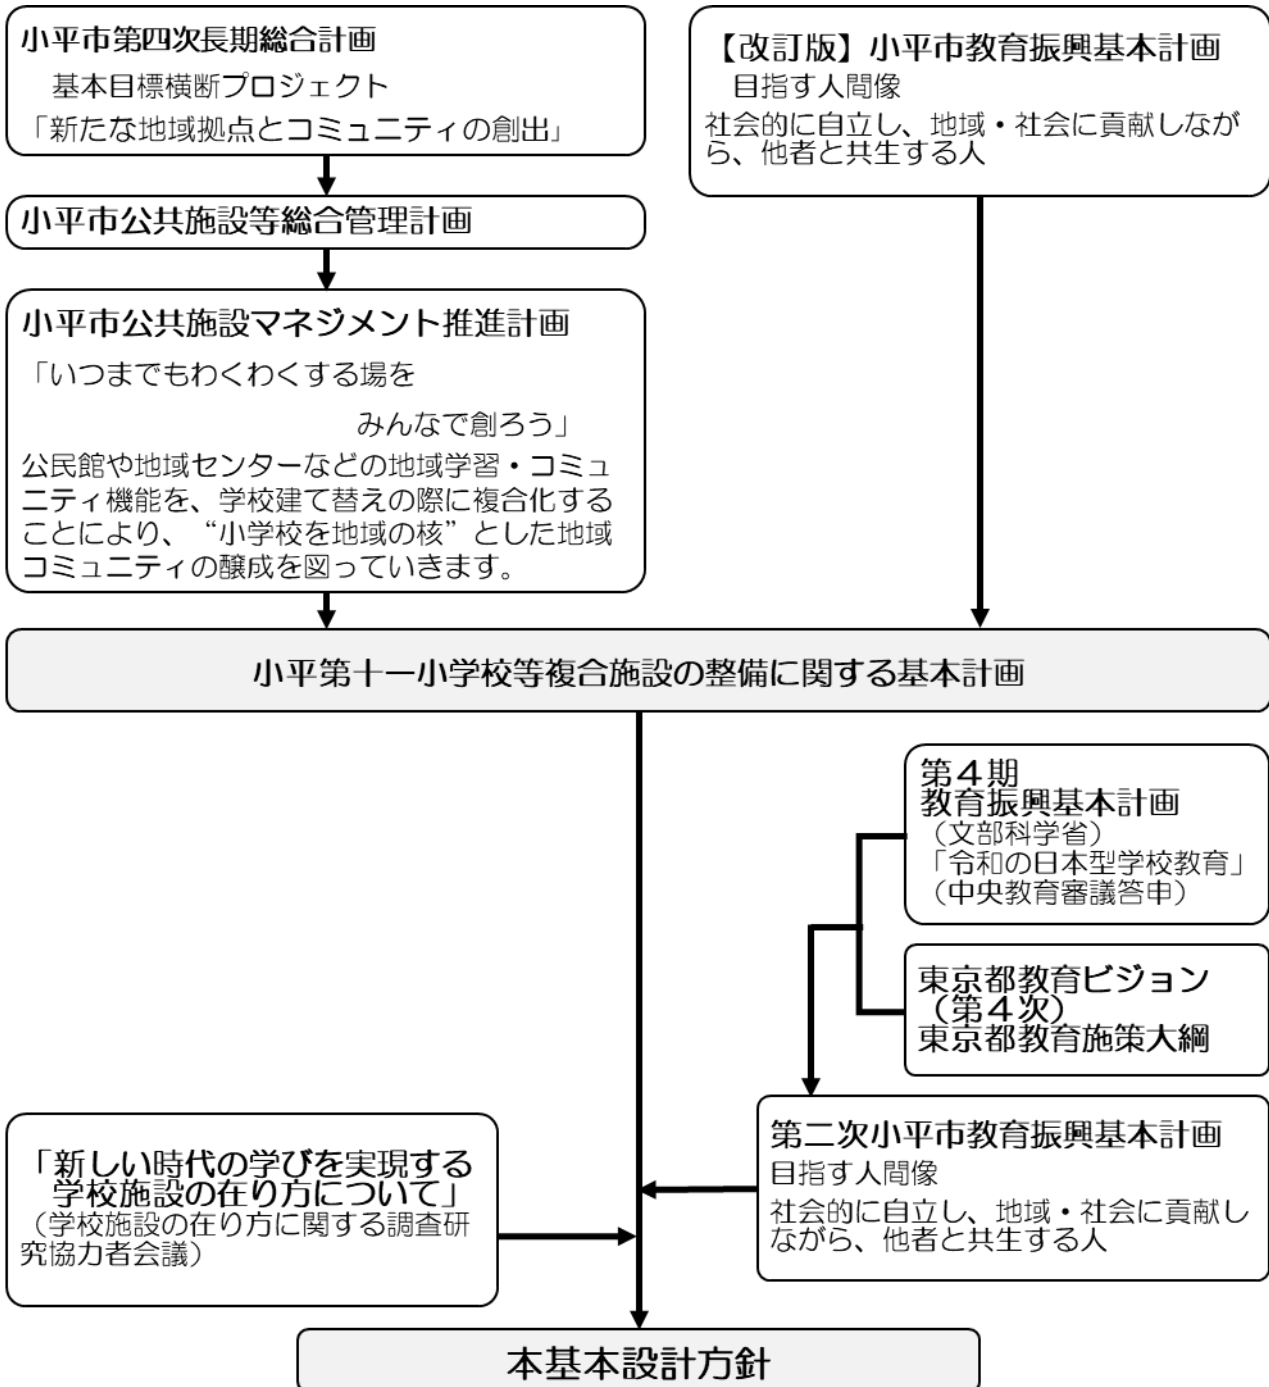 小平市第四次長期総合計画
基本目標横断プロジェクト
「新たな地域拠点とコミュニティの創出」
【改訂版】小平市教育振興基本計画
目指す人間像
社会的に自立し、地域・社会に貢献しなが
ら、他者と共生する人
小平市公共施設等総合管理計画
小平市公共施設マネジメント推進計画
「いつまでもわくわくする場を
みんなで創ろう」
公民館や地域センターなどの地域学習・コミュ
ニティ機能を、学校建て替えの際に複合化する
ことにより、“小学校を地域の核”とした地域
コミュニティの醸成を図っていきます。
小平第十一小学校等複合施設の整備に関する基本計画
第４期
教育振興基本計画
（文部科学省）
「令和の日本型学校教育」
（中央教育審議答申）
東京都教育ビジョン
（第４次）
東京都教育施策大綱
第二次小平市教育振興基本計画
目指す人間像
社会的に自立し、地域・社会に貢献し
ながら、他者と共生する人
「新しい時代の学びを実現する
学校施設の在り方について」
（学校施設の在り方に関する調査研
究協力者会議）
本基本設計方針